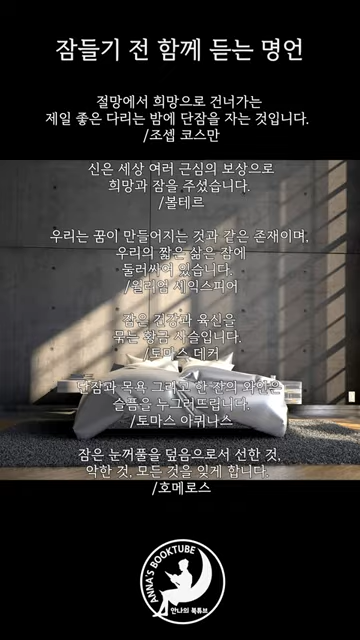 잠들기 전 함께 듣는 명언
절망에서 희망으로 건너가는
제일 좋은 다리는 밤에 단잠을 자는 것입니다.
/조셉 코스만
신은 세상 여러 근심의 보상으로
희망과 잠을 주셨습니다.
/볼테르
우리는 꿈이 만들어지는 것과 같은 존재이며,
우리의 짧은 삶은 잠에
둘러싸여 있습니다.
/윌리엄 셰익스피어
잠은 건강과 육신을
묶는 황금 사슬입니다.
/토마스 데커
단잠과 목욕 그리고 한 잔의 와인은
슬픔을 누그러뜨립니다.
/토마스 아퀴나스
잠은 눈꺼풀을 덮음으로서 선한 것,
악한 것, 모든 것을 잊게 합니다.
/호메로스
ANNA'S BOOKTUBE
안나의 북튜브